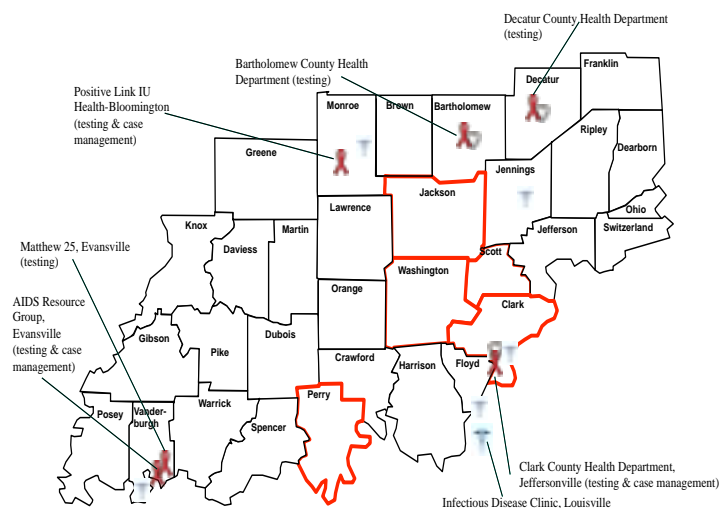 Decatur County Health Department
(testing)
Bartholomew County Health
Department (testing)
Positive Link IU
Health-Bloomington
(testing & case
management)
Franklin
Decatur
Monroe
Brown
Bartholomew
Ripley
Dearborn
Greene
Jennings
Jackson
Lawrence
Ohio
Knox
Martin
Jefferson
Switzerland
Daviess
Scott
Washington
Matthew 25, Evansville
(testing)
Orange
Clark
AIDS Resource
Group,
Evansville
(testing & case
management)
Gibson
Dubois
Pike
Crawford
Harrison
Floyd
Perry
Warrick
Posey
Vander-
burgh
Spencer
Clark County Health Department,
Jeffersonville (testing & case management)
Infectious Disease Clinic, Louisville